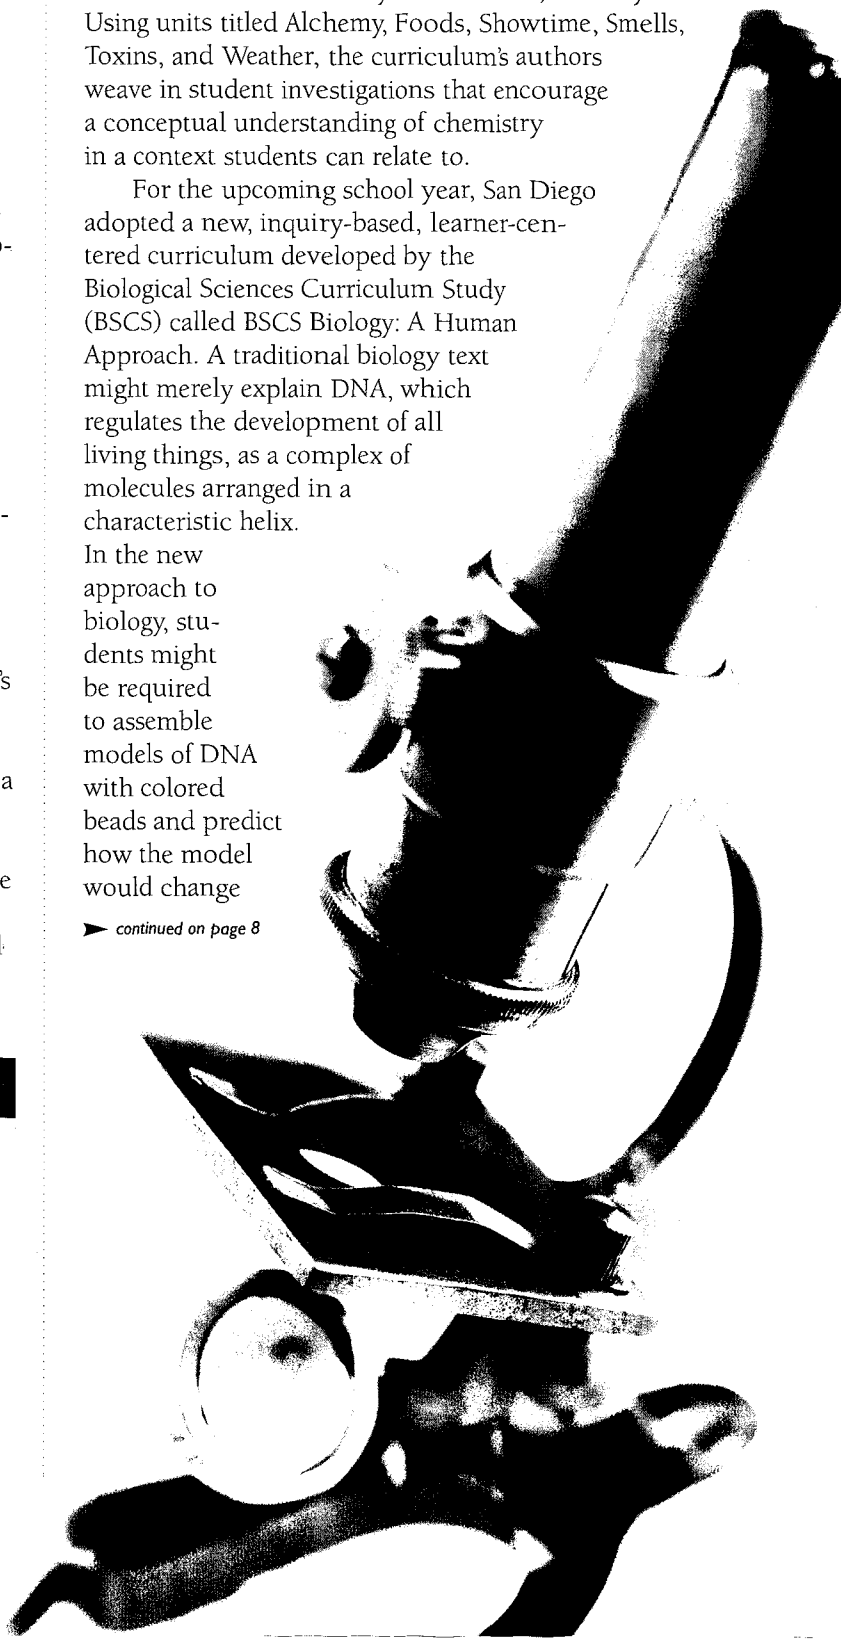 Using units titled Alchemy, Foods, Showtime, Smells,
Toxins, and Weather, the curriculum's authors
weave in student investigations that encourage
a conceptual understanding of chemistry
in a context students can relate to.
For the upcoming school year, San Diego
adopted a new, inquiry-based, learner-cen-
tered curriculum developed by the
Biological Sciences Curriculum Study
(BSCS) called BSCS Biology: A Human
Approach. A traditional biology text
might merely explain DNA, which
regulates the development of all
living things, as a complex of
molecules arranged in a
characteristic helix.
In the new
approach to
biology, stu-
dents might
be required
to assemble
models of DNA
with colored
beads and predict
how the model
would change
➤ continued on page 8